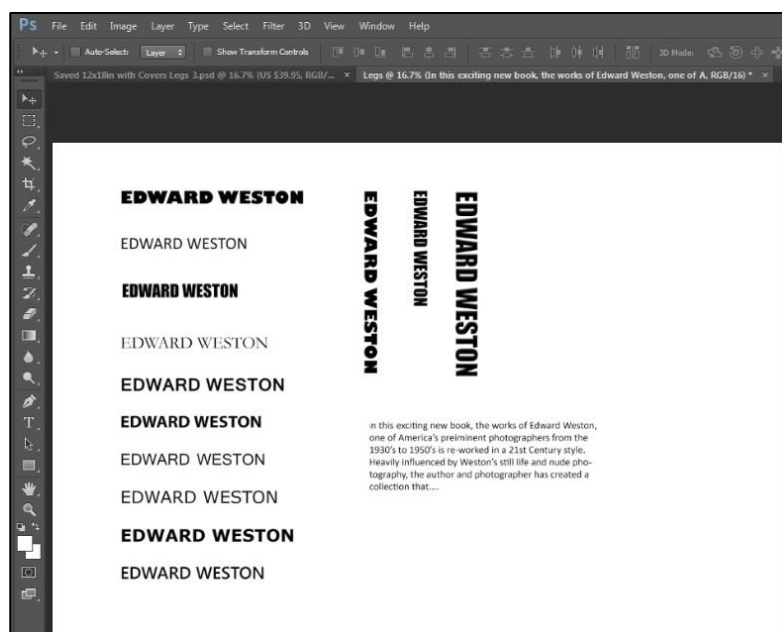 Ps File Edit Image Layer Type Select Filter 3D View Window Help
Auto-Select: Layer Show Transform Controls 3D Mode:
Saved 12x18in with Covers Legs 3.psd @ 16.7% (US $39.95, RGB/... × Legs @ 16.7% (In this exciting new book, the works of Edward Weston, one of A, RGB/16) * ×
EDWARD WESTON
EDWARD WESTON
EDWARD WESTON
EDWARD WESTON
EDWARD WESTON
EDWARD WESTON
EDWARD WESTON
EDWARD WESTON
EDWARD WESTON
EDWARD WESTON
EDWARD WESTON
EDWARD WESTON
EDWARD WESTON
in this exciting new book, the works of Edward Weston,
one of America's preiminent photographers from the
1930's to 1950's is re-worked in a 21st Century style.
Heavily influenced by Weston's still life and nude pho-
tography, the author and photographer has created a
collection that....